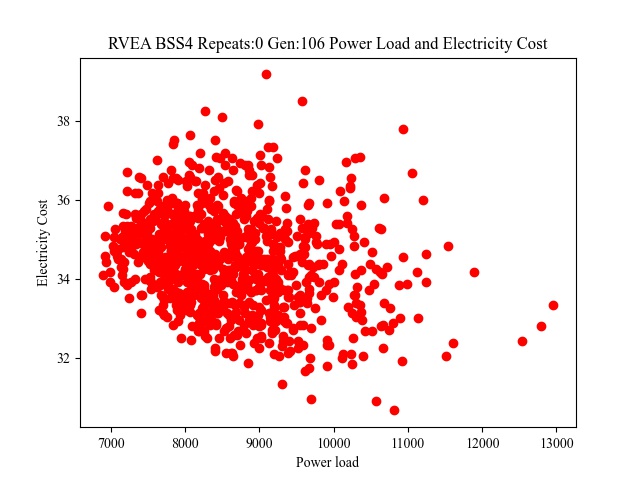 RVEA BSS4 Repeats:0 Gen:106 Power Load and Electricity Cost
38
36
34
32
Electricity Cost
7000 8000 9000 10000 11000 12000 13000
Power load